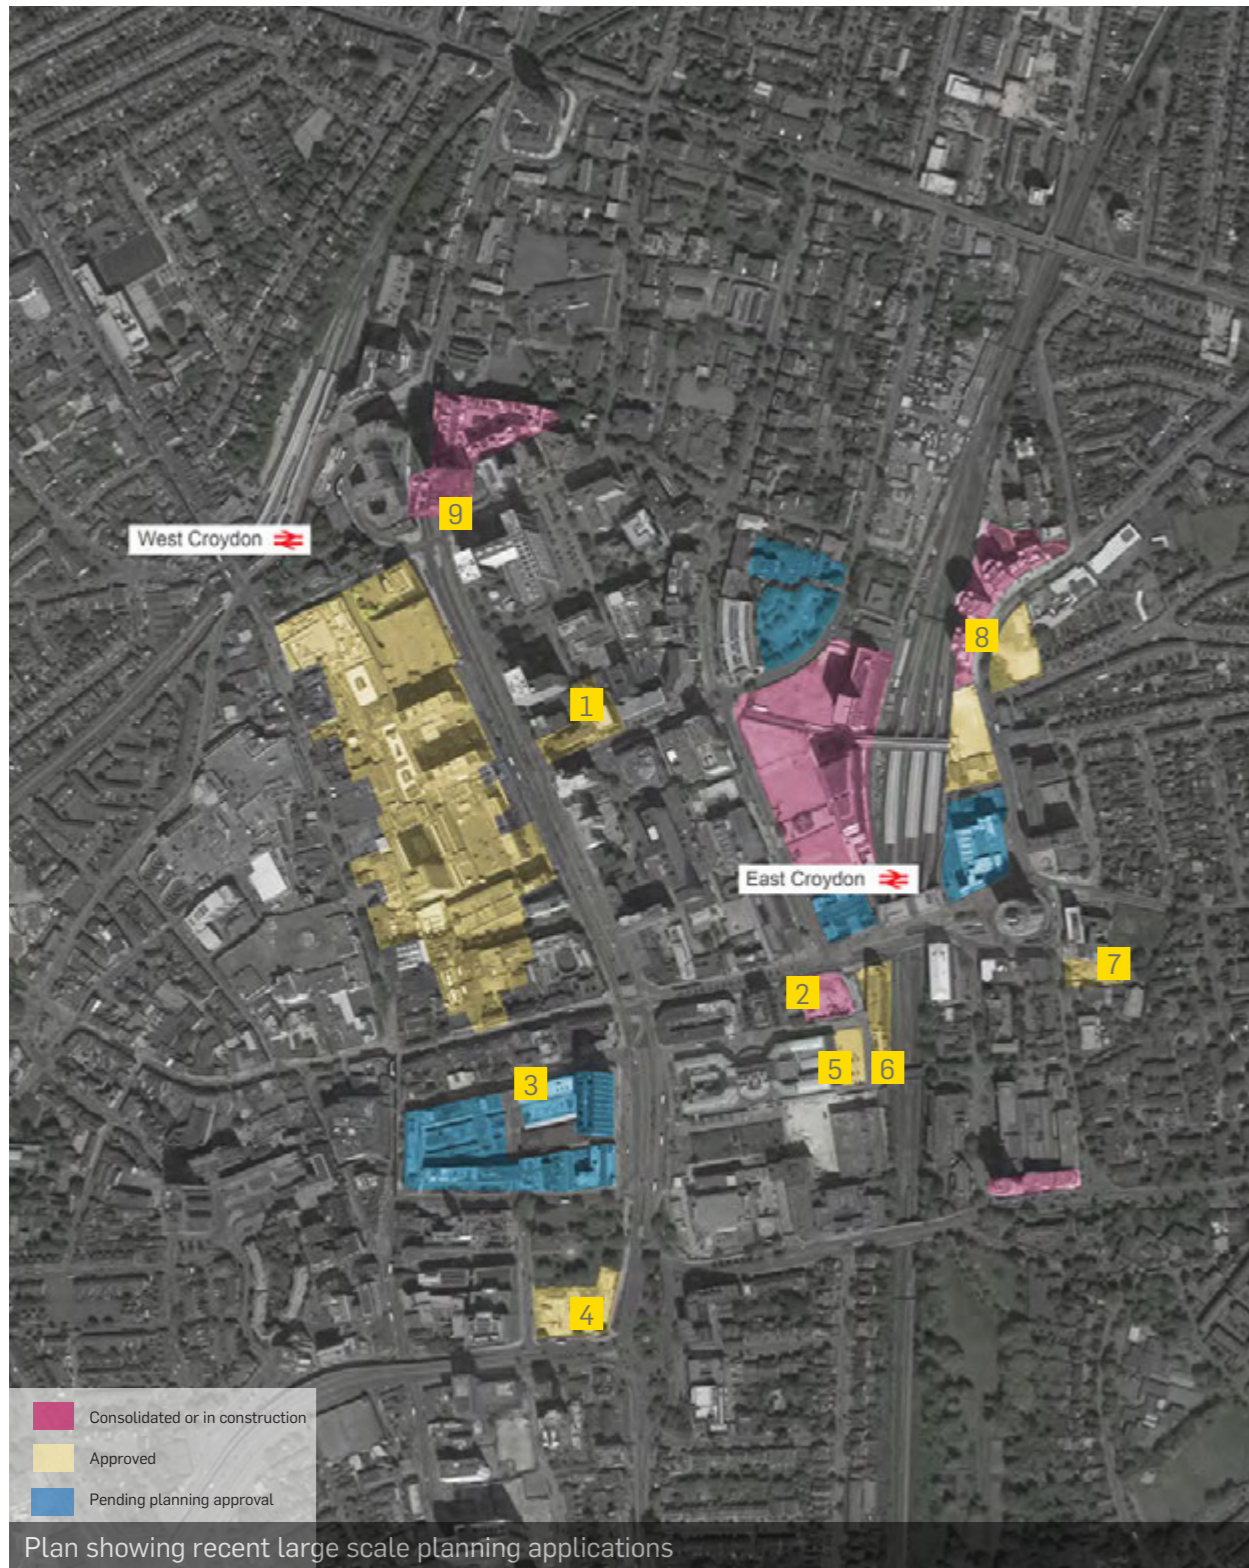 9
West Croydon
8
1
East Croydon
7
2
5
6
3
4
Consolidated or in construction
Approved
Pending planning approval
Plan showing recent large scale planning applications